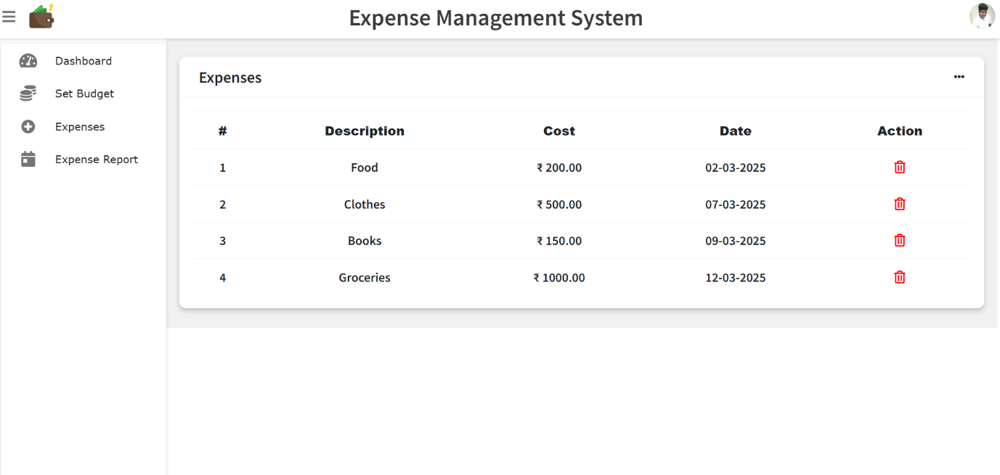 Expense Management System
Dashboard
Set Budget
Expenses
Expense Report
Expenses
# Description Cost Date Action
1 Food ₹ 200.00 02-03-2025
2 Clothes ₹ 500.00 07-03-2025
3 Books ₹ 150.00 09-03-2025
4 Groceries ₹ 1000.00 12-03-2025